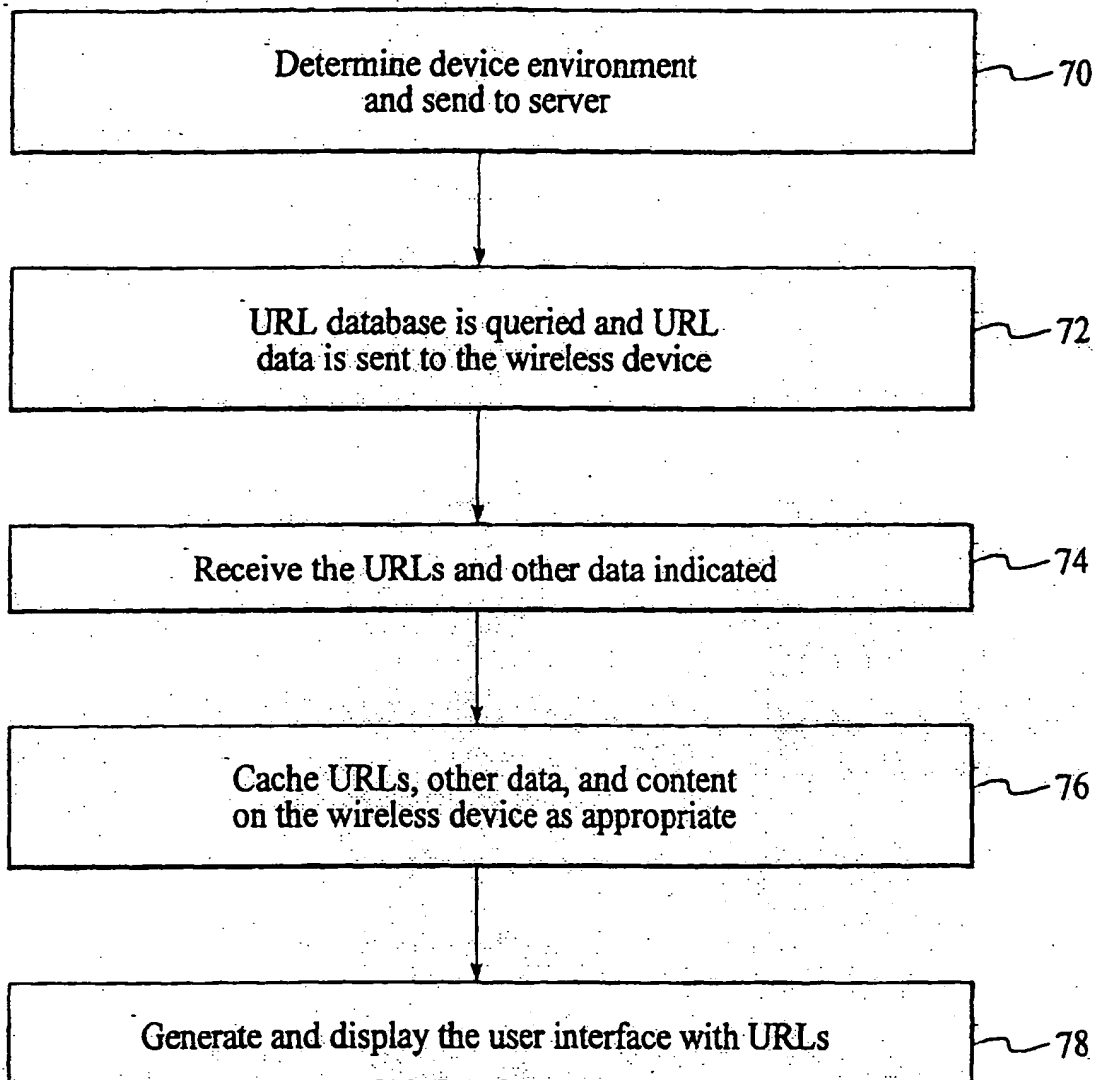 Determine device environment
and send to server
70
URL database is queried and URL
data is sent to the wireless device
72
Receive the URLs and other data indicated
74
Cache URLs, other data, and content
on the wireless device as appropriate
76
Generate and display the user interface with URLs
78